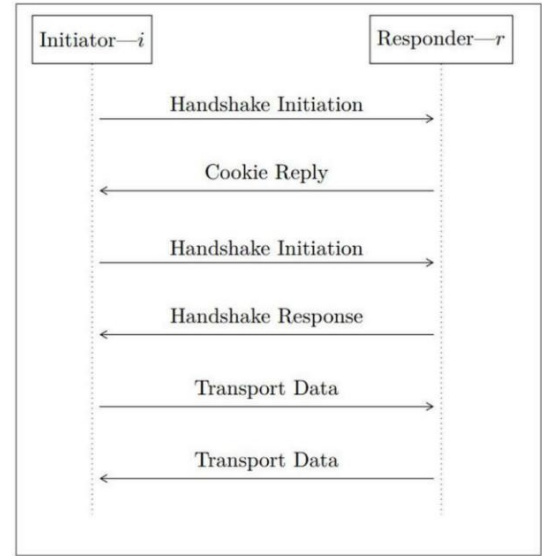 Initiator—i
Responder—r
Handshake Initiation
Cookie Reply
Handshake Initiation
Handshake Response
Transport Data
Transport Data